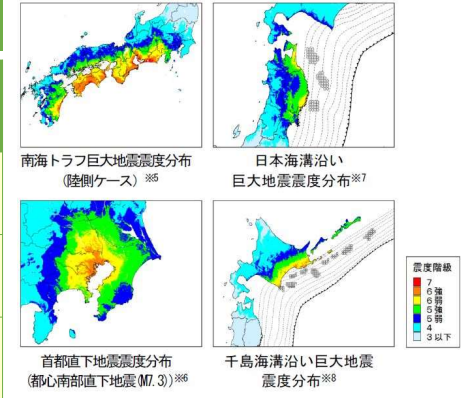 南海トラフ巨大地震震度分布
(陸側ケース) ※5
日本海溝沿い
巨大地震震度分布※7
首都直下地震震度分布
(都心南部直下地震(M7.3)) ※6
千島海溝沿い巨大地震
震度分布※8
震度階級
7
6強
6弱
5強
5弱
4
3以下